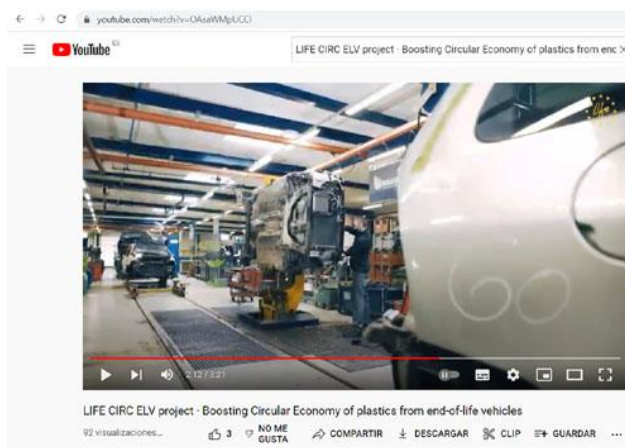 youtube.com/watch?v=OAsaWMpUCCI
YouTube ES
LIFE CIRC ELV project · Boosting Circular Economy of plastics from enc
60
2:12 / 3:21
LIFE CIRC ELV project · Boosting Circular Economy of plastics from end-of-life vehicles
92 visualizaciones...
3
NO ME GUSTA
COMPARTIR
DESCARGAR
CLIP
GUARDAR